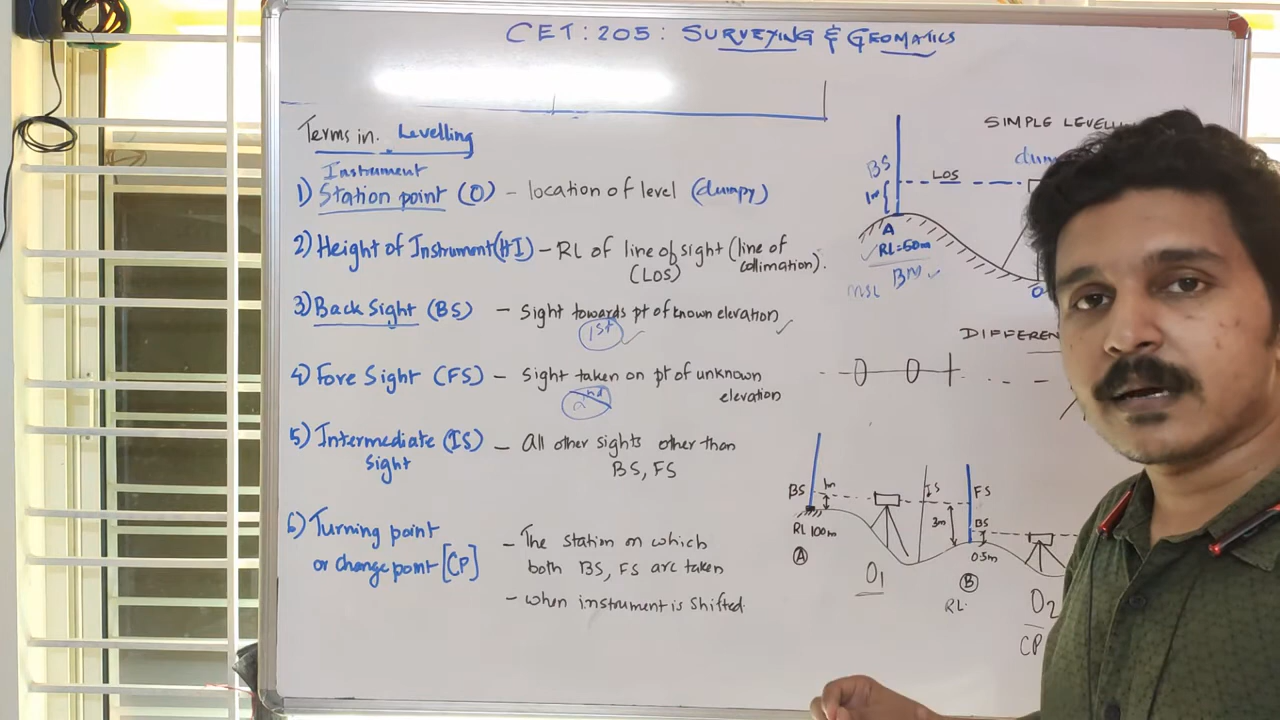 CET: 205: SURVEYING & GEOMATICS
Terms in Levelling
Instrument
1) Station point (O) - location of level (dumpy)
2) Height of Instrument (HI) - RL of line of sight (line of
(LOS) collimation).
3) Back Sight (BS) - Sight towards pt of known elevation
1st
4) Fore Sight (FS) - Sight taken on pt of unknown
elevation
2nd
5) Intermediate (IS) - All other sights other than
Sight BS, FS
6) Turning point - The station on which
or change point [CP] both BS, FS are taken
- when instrument is shifted.
SIMPLE
BS
LOS
1m
A
RL=50m
BM
MSL
O
BS
1m
IS
FS
3m
BS
RL 100m
0.5m
A
O1
B
O2
RL
CP